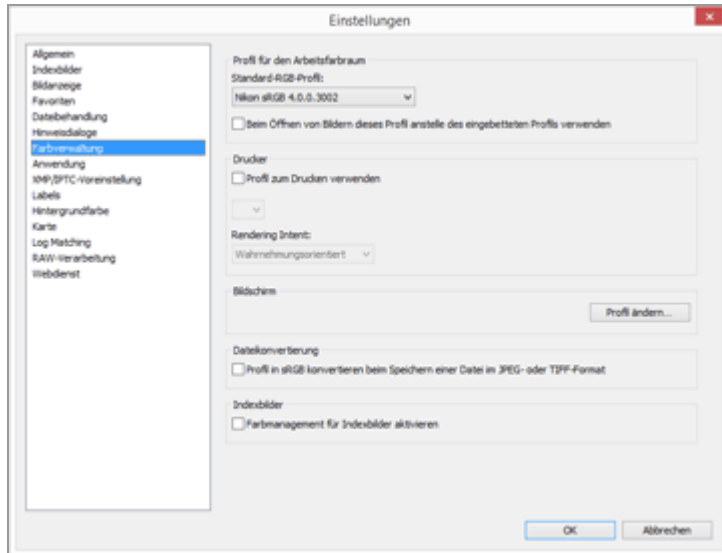 Einstellungen
Allgemein
Indexbilder
Bildanzeige
Favoriten
Dateibehandlung
Hinweisdialoge
Farbverwaltung
Anwendung
XMP/IPTC-Voreinstellung
Labels
Hintergrundfarbe
Karte
Log Matching
RAW-Verarbeitung
Webdienst
Profil für den Arbeitsfarbraum
Standard-RGB-Profil:
Nikon sRGB 4.0.0.3002
Beim Öffnen von Bildern dieses Profil anstelle des eingebetteten Profils verwenden
Drucker
Profil zum Drucken verwenden
Rendering Intent:
Wahrnehmungsorientiert
Bildschirm
Profil ändern...
Dateikonvertierung
Profil in sRGB konvertieren beim Speichern einer Datei im JPEG- oder TIFF-Format
Indexbilder
Farbmanagement für Indexbilder aktivieren
OK
Abbrechen